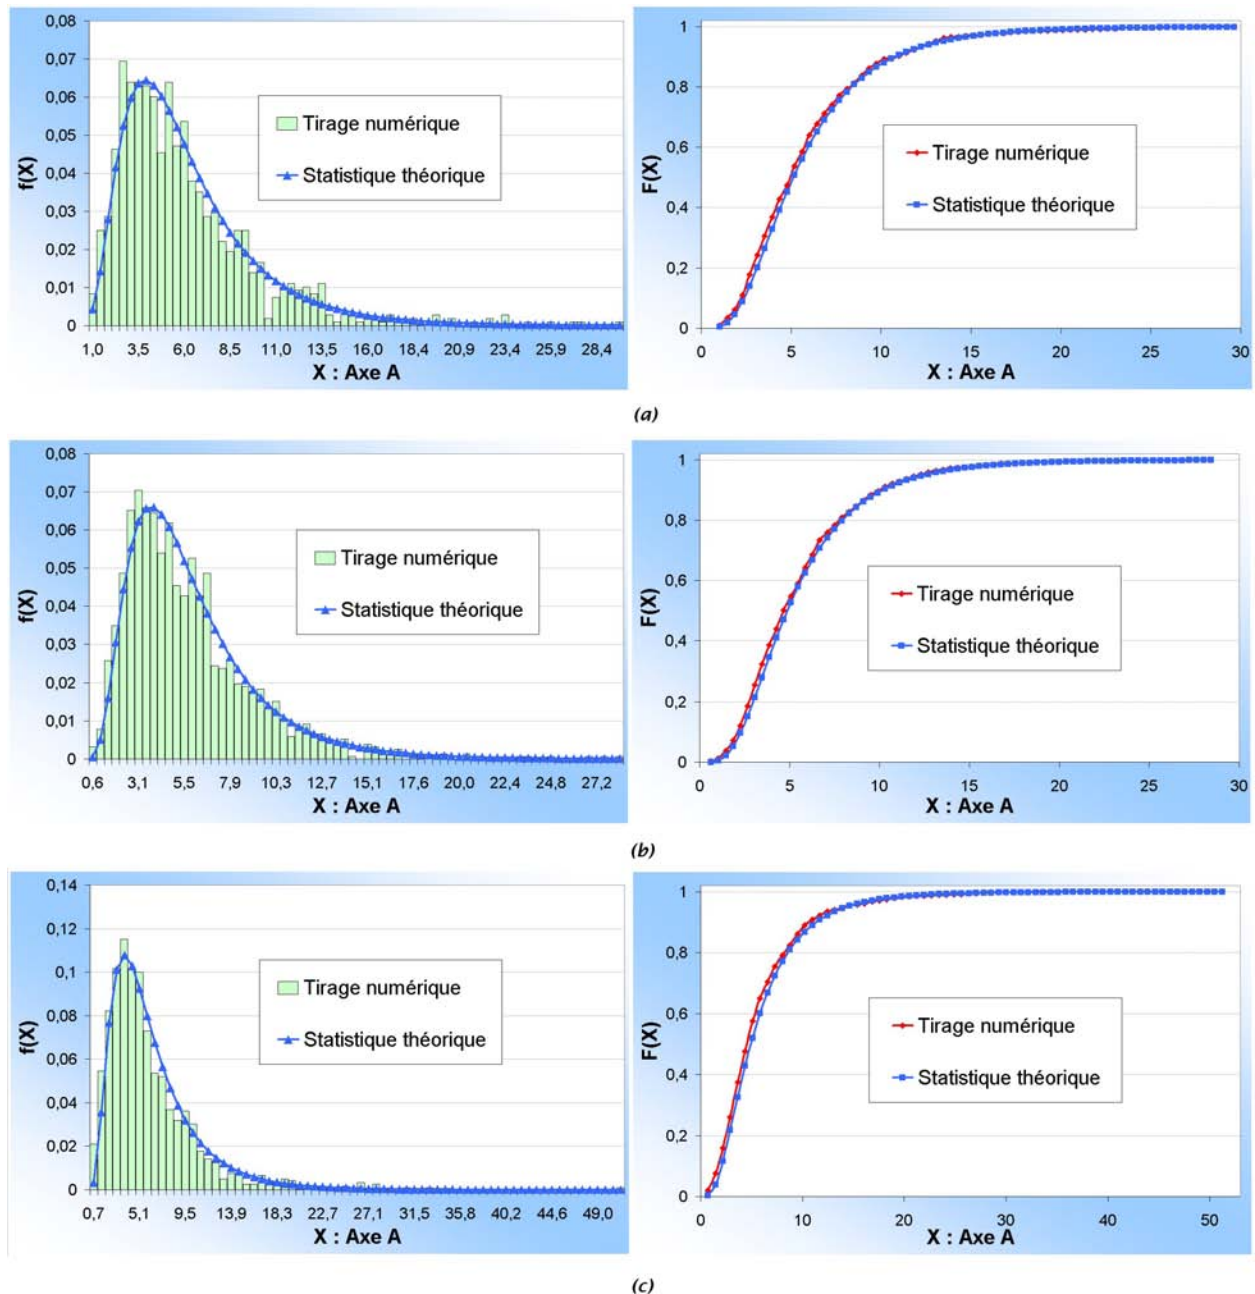 0,08
0,07
0,06
0,05
0,04
0,03
0,02
0,01
0
f(X)
Tirage numérique
Statistique théorique
1,0 3,5 6,0 8,5 11,0 13,5 16,0 18,4 20,9 23,4 25,9 28,4
X : Axe A
1
0,8
0,6
0,4
0,2
0
F(X)
Tirage numérique
Statistique théorique
0 5 10 15 20 25 30
X : Axe A
(a)
0,08
0,07
0,06
0,05
0,04
0,03
0,02
0,01
0
f(X)
Tirage numérique
Statistique théorique
0,6 3,1 5,5 7,9 10,3 12,7 15,1 17,6 20,0 22,4 24,8 27,2
X : Axe A
1
0,8
0,6
0,4
0,2
0
F(X)
Tirage numérique
Statistique théorique
0 5 10 15 20 25 30
X : Axe A
(b)
0,14
0,12
0,1
0,08
0,06
0,04
0,02
0
f(X)
Tirage numérique
Statistique théorique
0,7 5,1 9,5 13,9 18,3 22,7 27,1 31,4 35,8 40,2 44,6 49,0
X : Axe A
1
0,8
0,6
0,4
0,2
0
F(X)
Tirage numérique
Statistique théorique
0 10 20 30 40 50
X : Axe A
(c)